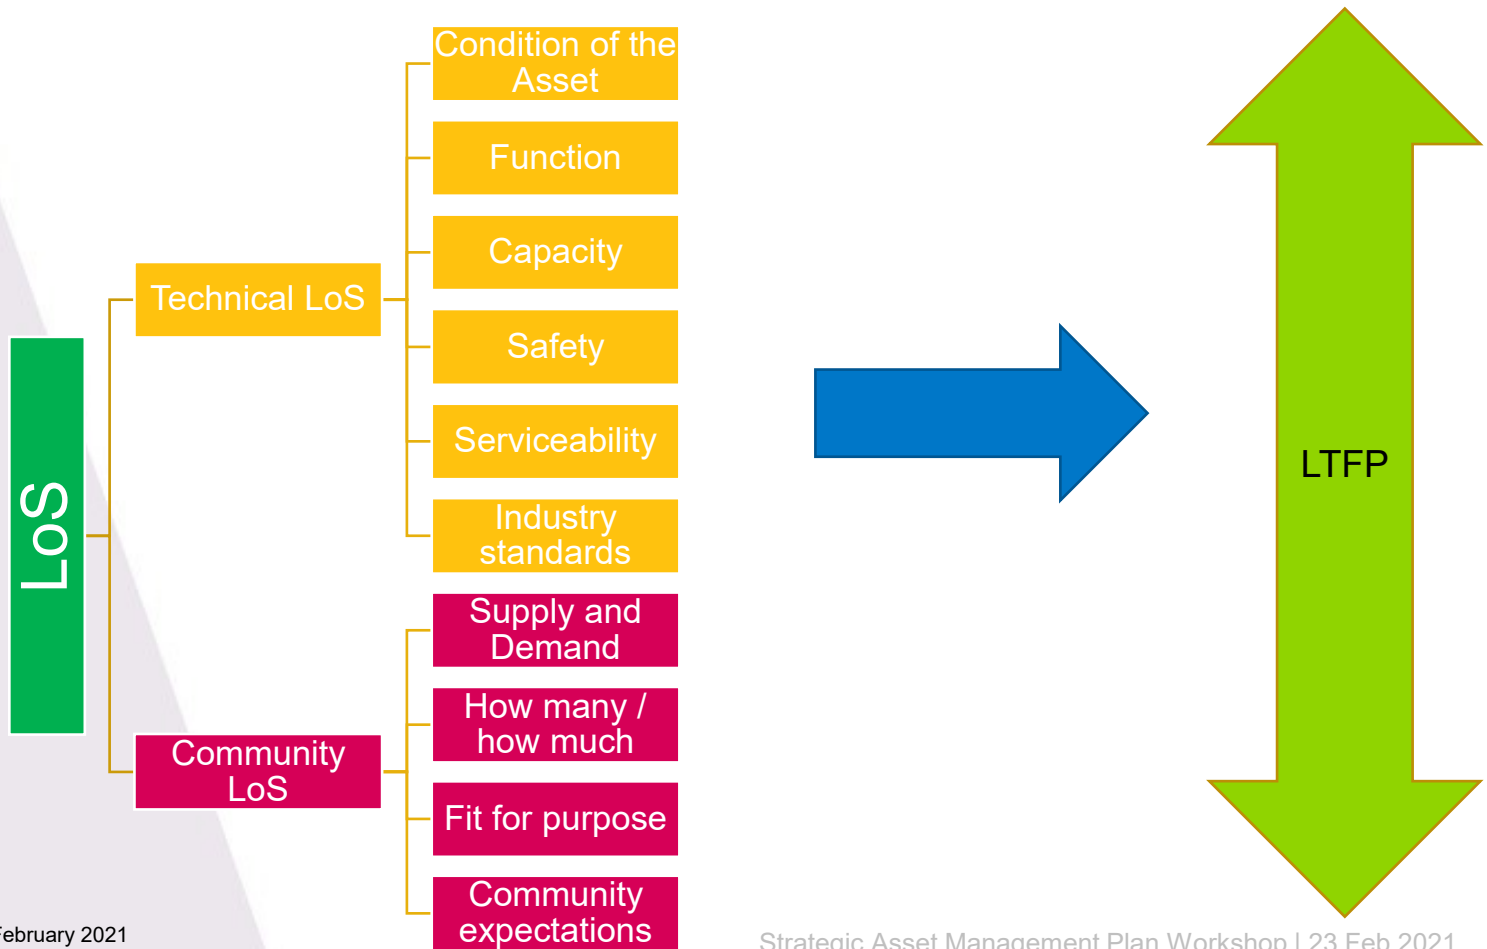 LoS
Technical LoS
Condition of the
Asset
Function
Capacity
Safety
Serviceability
Industry
standards
Community
LoS
Supply and
Demand
How many /
how much
Fit for purpose
Community
expectations
LTFP
February 2021
Strategic Asset Management Plan Workshop | 23 Feb 2021